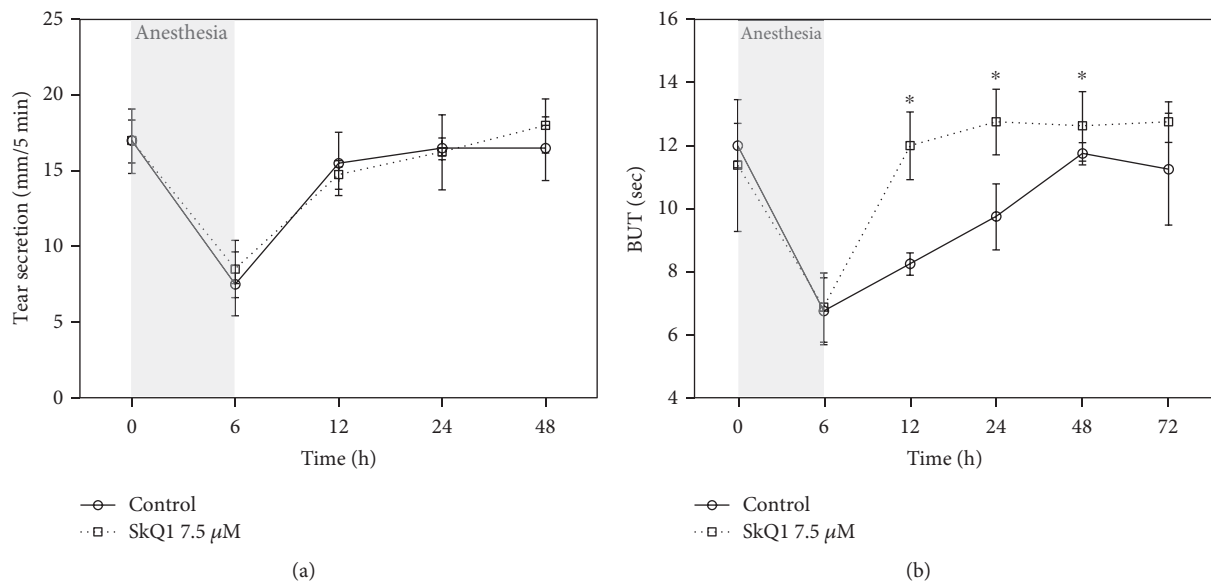 25
20
15
10
5
0
Tear secretion (mm/5 min)
Anesthesia
0 6 12 24 48
Time (h)
Control
SkQ1 7.5 μM
(a)
16
14
12
10
8
6
4
BUT (sec)
Anesthesia
* * *
0 6 12 24 48 72
Time (h)
Control
SkQ1 7.5 μM
(b)